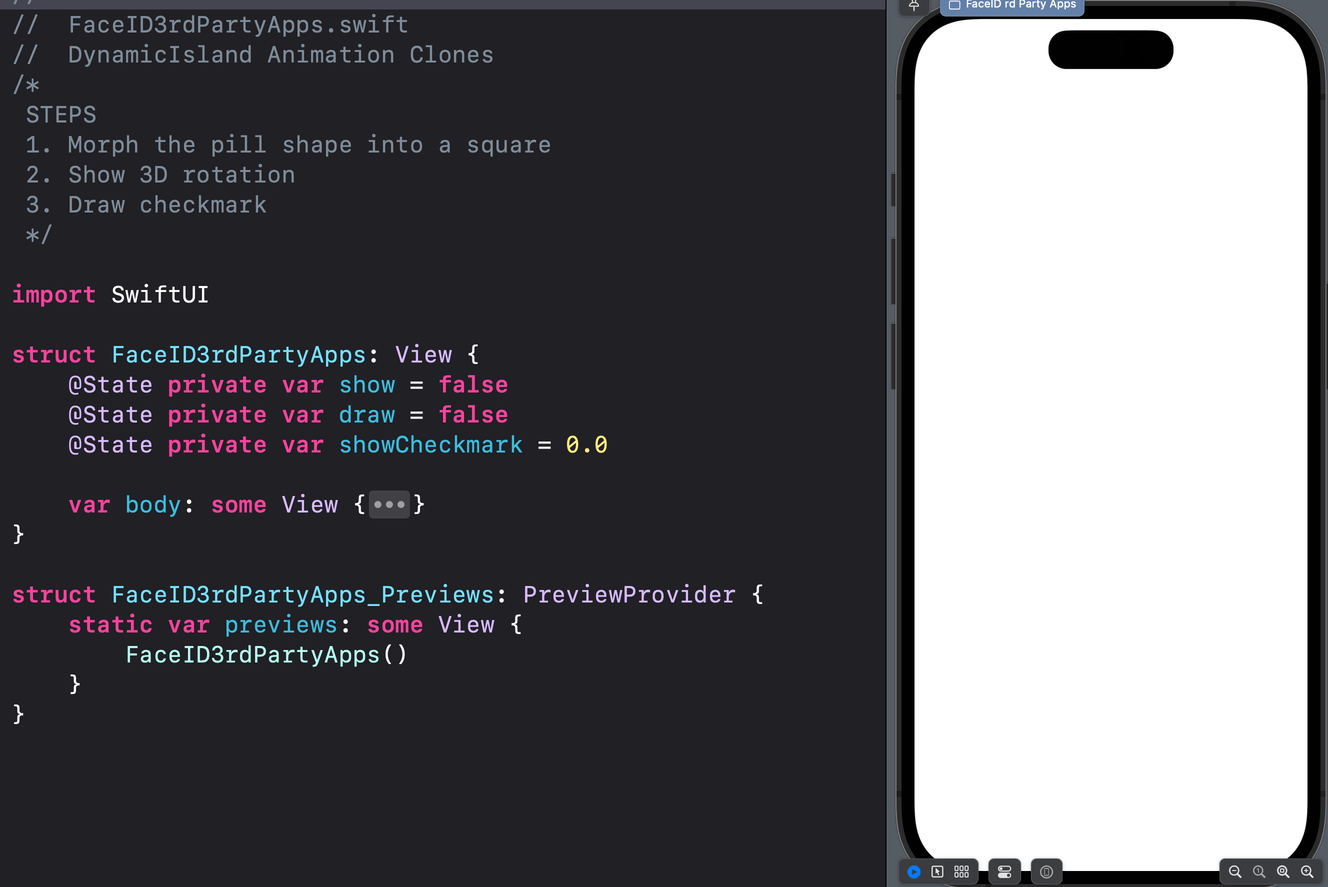 //
//  FaceID3rdPartyApps.swift
//  DynamicIsland Animation Clones
/*
 STEPS
 1. Morph the pill shape into a square
 2. Show 3D rotation
 3. Draw checkmark
 */
import SwiftUI
struct FaceID3rdPartyApps: View {
    @State private var show = false
    @State private var draw = false
    @State private var showCheckmark = 0.0
    var body: some View {•••}
}
struct FaceID3rdPartyApps_Previews: PreviewProvider {
    static var previews: some View {
        FaceID3rdPartyApps()
    }
}
FaceID rd Party Apps